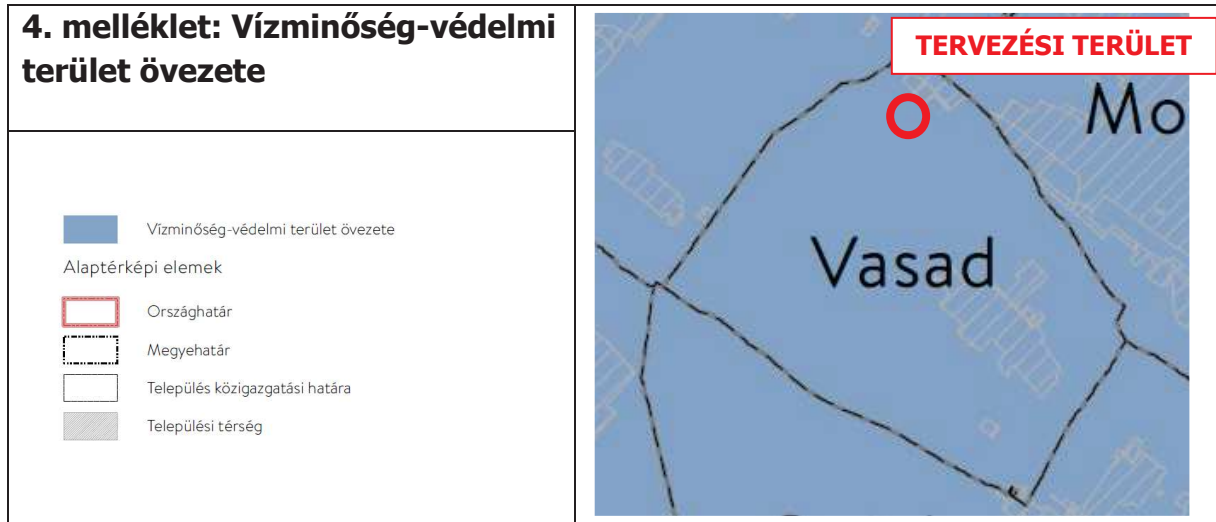 4. melléklet: Vízminőség-védelmi
terület övezete
Vízminőség-védelmi terület övezete
Alaptérképi elemek
Országhatár
Megyehatár
Település közigazgatási határa
Települési térség
TERVEZÉSI TERÜLET
Mo
Vasad